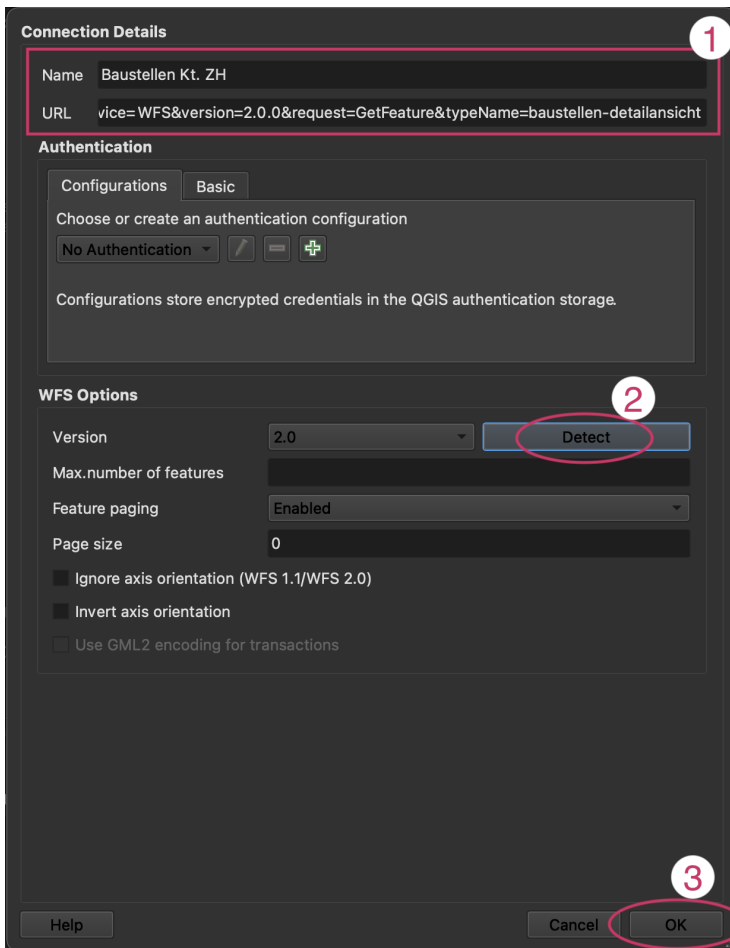 Connection Details
1
Name Baustellen Kt. ZH
URL vice=WFS&version=2.0.0&request=GetFeature&typeName=baustellen-detailansicht
Authentication
Configurations Basic
Choose or create an authentication configuration
No Authentication
Configurations store encrypted credentials in the QGIS authentication storage.
WFS Options
2
Version 2.0 Detect
Max.number of features
Feature paging Enabled
Page size 0
Ignore axis orientation (WFS 1.1/WFS 2.0)
Invert axis orientation
Use GML2 encoding for transactions
3
Help Cancel OK